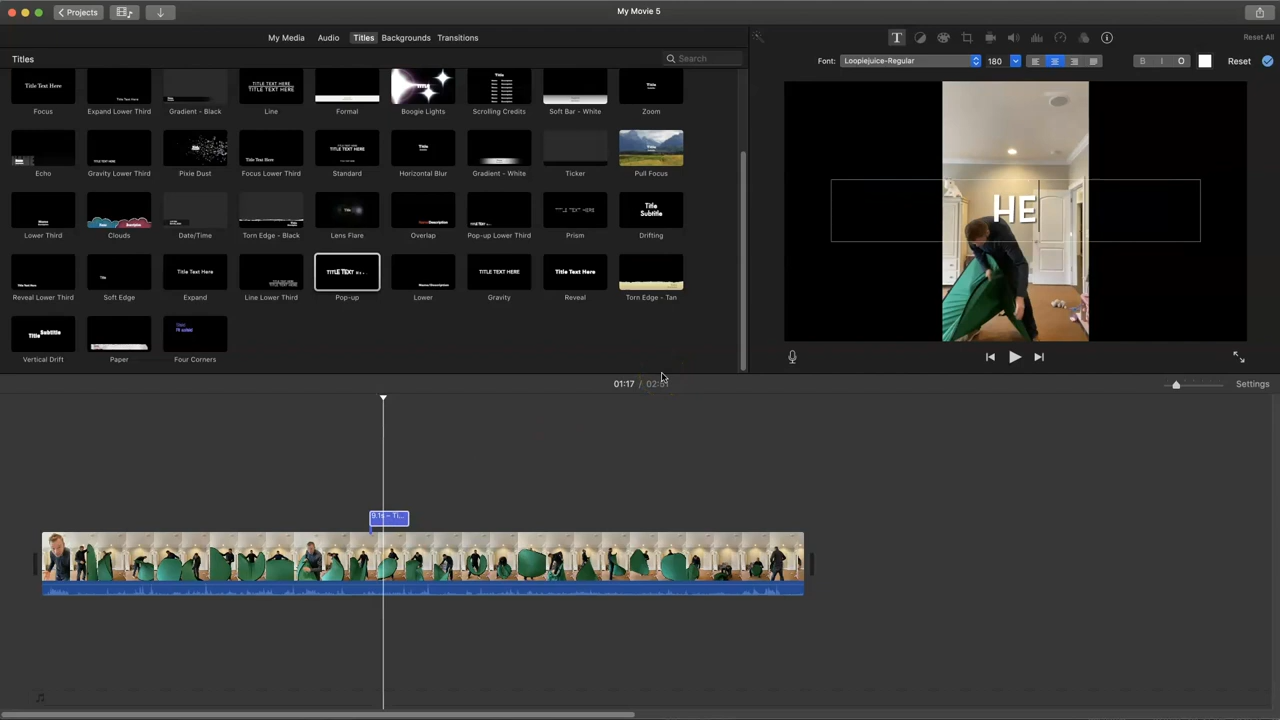 My Movie 5
Projects
My Media Audio Titles Backgrounds Transitions
Reset All
Titles
Search
Font: Loopiejuice-Regular 180 B I O Reset
Focus Expand Lower Third Gradient - Black Line Formal Boogie Lights Scrolling Credits Soft Bar - White Zoom
Echo Gravity Lower Third Pixie Dust Focus Lower Third Standard Horizontal Blur Gradient - White Ticker Pull Focus
Lower Third Clouds Date/Time Torn Edge - Black Lens Flare Overlap Pop-up Lower Third Prism Drifting
Reveal Lower Third Soft Edge Expand Line Lower Third Pop-up Lower Gravity Reveal Torn Edge - Tan
Vertical Drift Paper Four Corners
HE
01:17 / 02:51
Settings
9.1s – Ti...